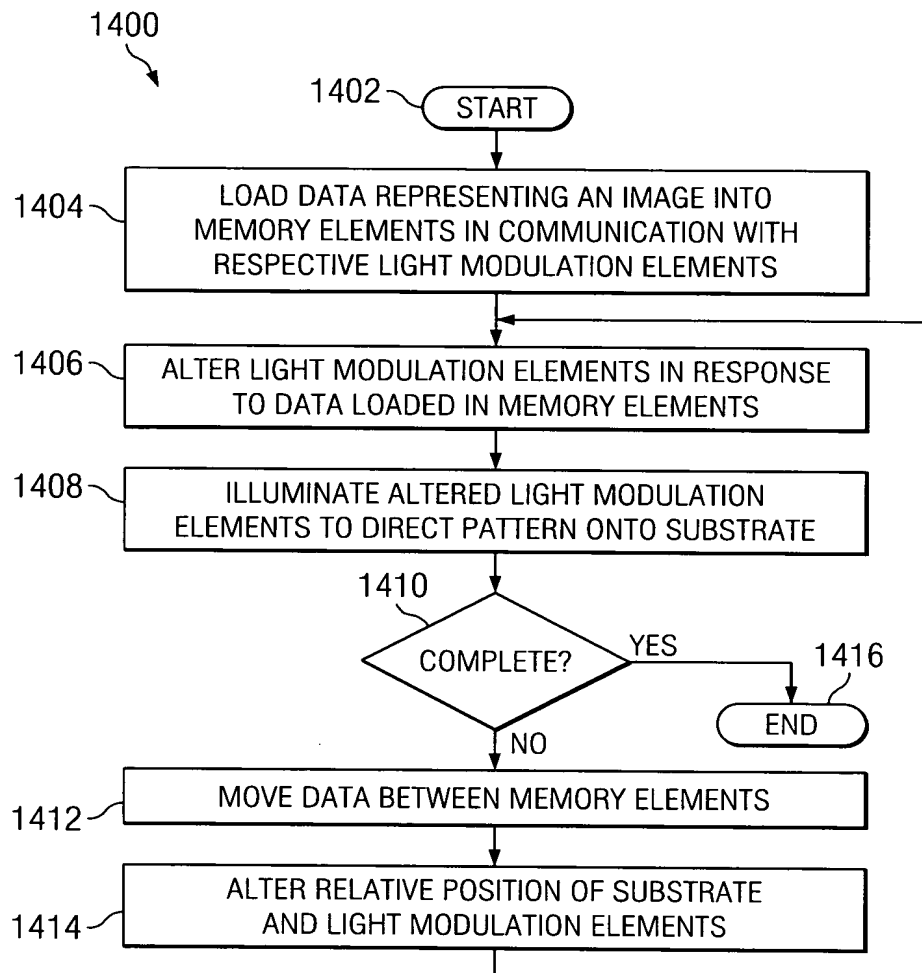 1400
1402
START
1404
LOAD DATA REPRESENTING AN IMAGE INTO
MEMORY ELEMENTS IN COMMUNICATION WITH
RESPECTIVE LIGHT MODULATION ELEMENTS
1406
ALTER LIGHT MODULATION ELEMENTS IN RESPONSE
TO DATA LOADED IN MEMORY ELEMENTS
1408
ILLUMINATE ALTERED LIGHT MODULATION
ELEMENTS TO DIRECT PATTERN ONTO SUBSTRATE
1410
COMPLETE?
YES
1416
END
NO
1412
MOVE DATA BETWEEN MEMORY ELEMENTS
1414
ALTER RELATIVE POSITION OF SUBSTRATE
AND LIGHT MODULATION ELEMENTS